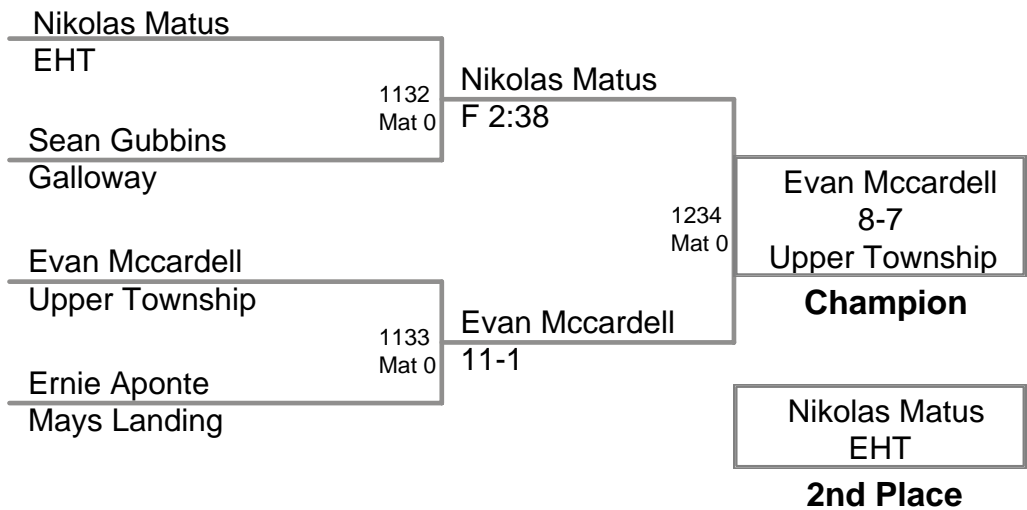 Nikolas Matus
EHT
1132
Mat 0
Sean Gubbins
Galloway
Nikolas Matus
F 2:38
Evan Mccardell
Upper Township
1133
Mat 0
Ernie Aponte
Mays Landing
Evan Mccardell
11-1
1234
Mat 0
Evan Mccardell
8-7
Upper Township
Champion
Nikolas Matus
EHT
2nd Place